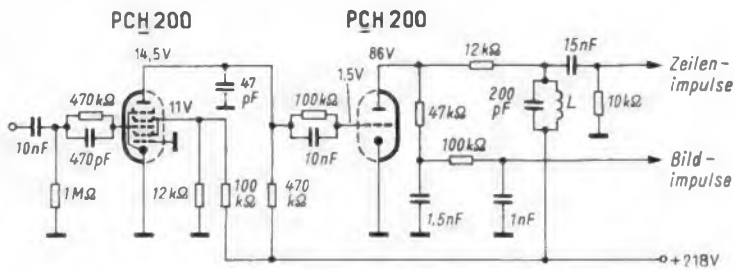 PCH 200
PCH 200
14,5V
86V
12kΩ
15nF
Zeilen-
impulse
47
pF
1,5V
470kΩ
11V
100kΩ
200
pF
L
10kΩ
47kΩ
10nF
470pF
10nF
100kΩ
Bild-
impulse
1MΩ
12kΩ
100
kΩ
470
kΩ
1,5nF
1nF
+218V